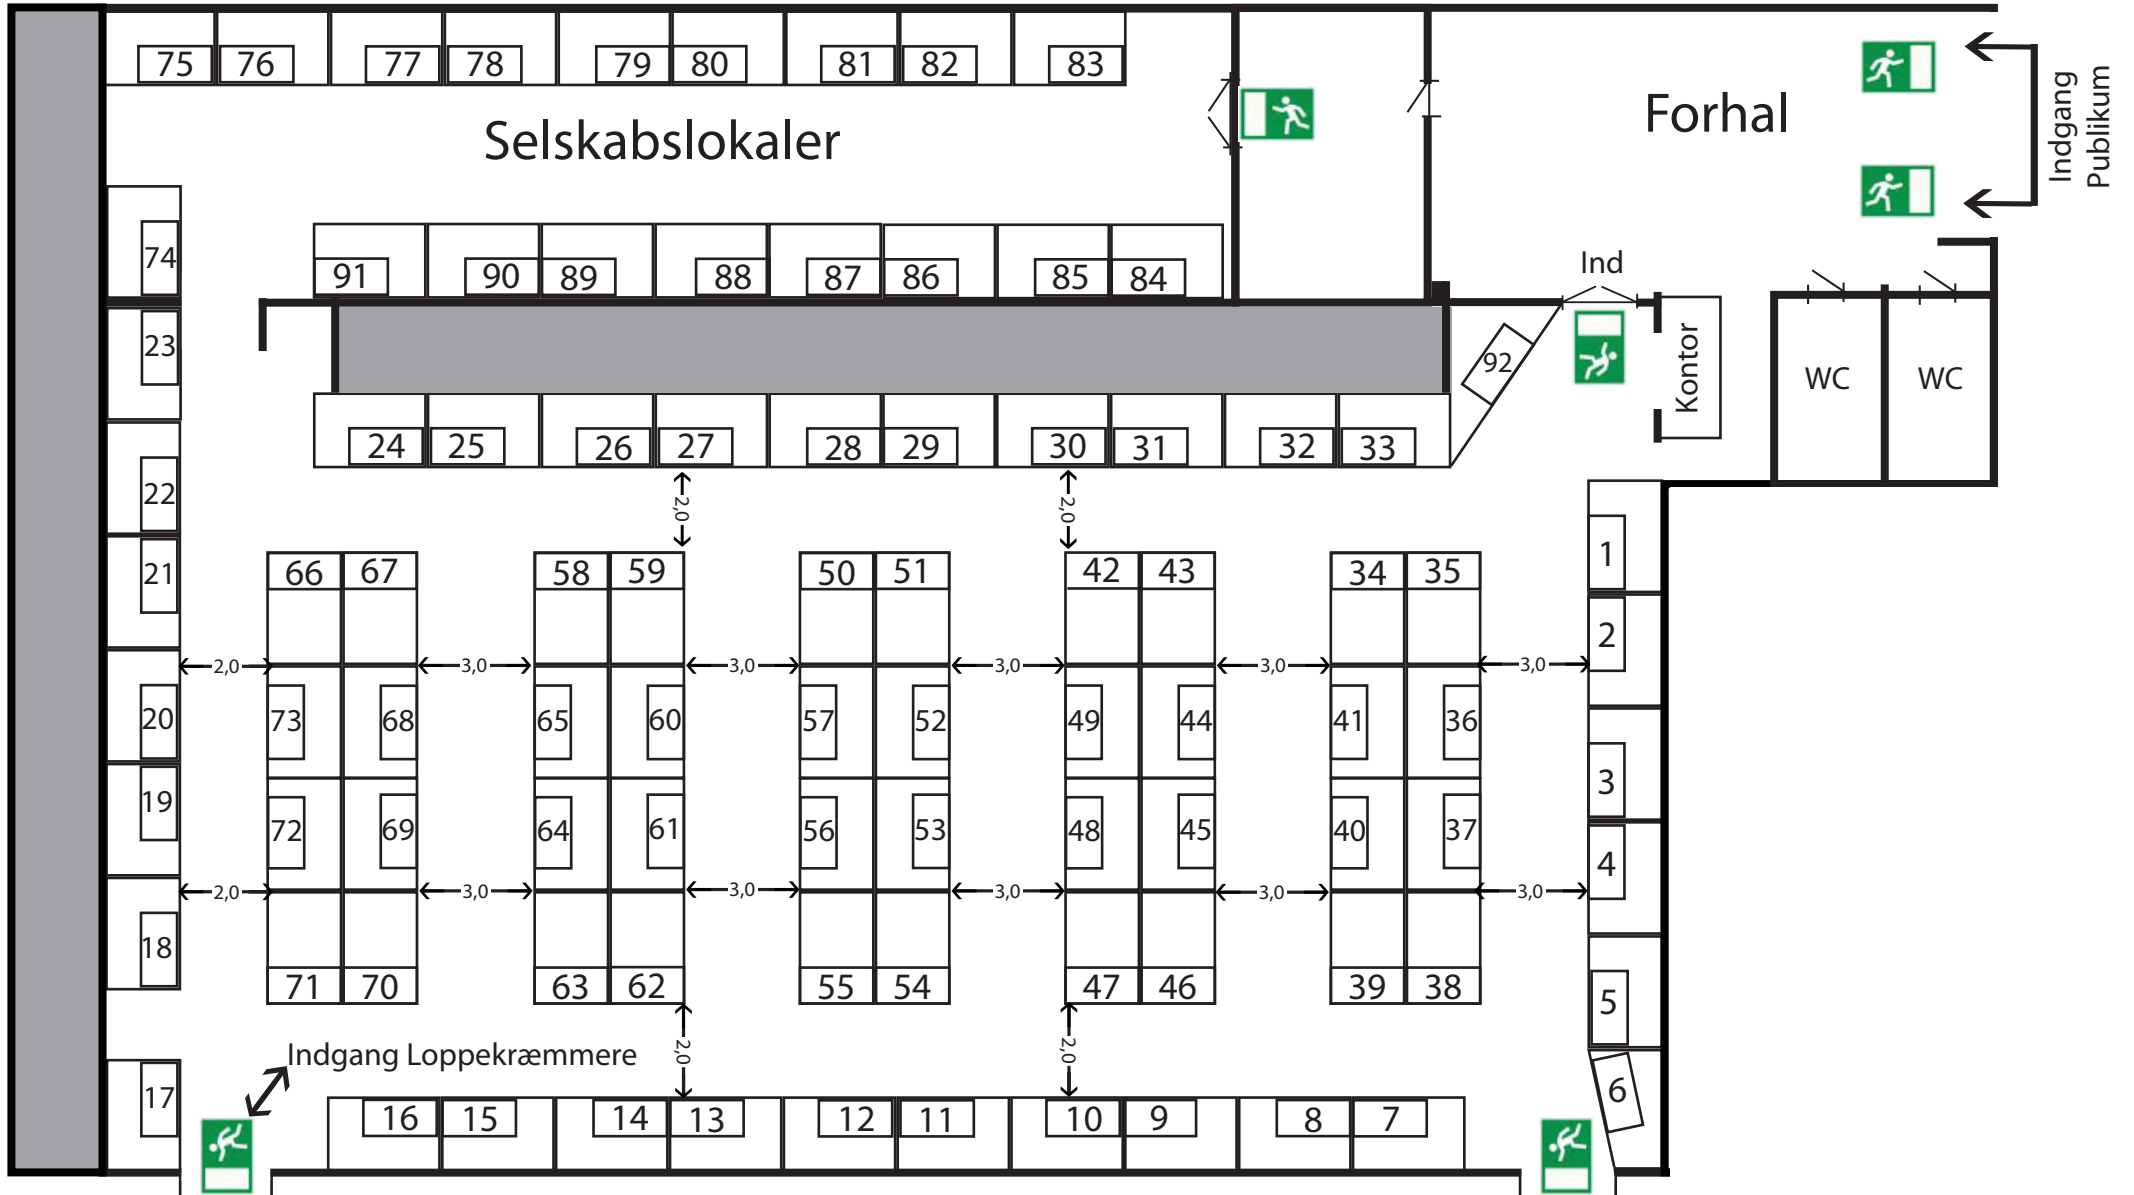 75 76 77 78 79 80 81 82 83
Selskabslokaler
Forhal
Indgang
Publikum
74
91 90 89 88 87 86 85 84
Ind
23
92
Kontor
WC WC
24 25 26 27 28 29 30 31 32 33
22
2,0 2,0
1
21
66 67 58 59 50 51 42 43 34 35
2
2,0 3,0 3,0 3,0 3,0 3,0
20
73 68 65 60 57 52 49 44 41 36
3
19
72 69 64 61 56 53 48 45 40 37
4
2,0 3,0 3,0 3,0 3,0 3,0
18
71 70 63 62 55 54 47 46 39 38
5
Indgang Loppekræmmere
2,0 2,0
17
6
16 15 14 13 12 11 10 9 8 7